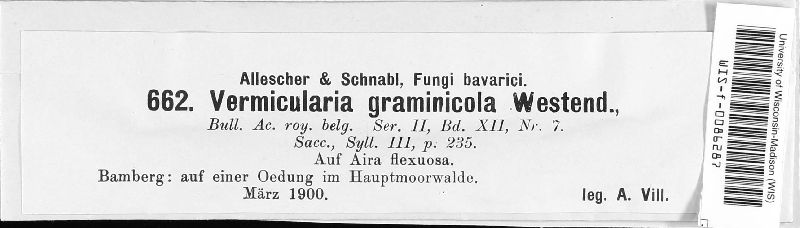 Allescher & Schnabl, Fungi bavarici.
662. Vermicularia graminicola Westend.,
Bull. Ac. roy. belg. Ser. II, Bd. XII, Nr. 7.
Sacc., Syll. III, p. 235.
Auf Aira flexuosa.
Bamberg: auf einer Oedung im Hauptmoorwalde.
März 1900.
leg. A. Vill.
University of Wisconsin-Madison (WIS)
WIS-f-0086287